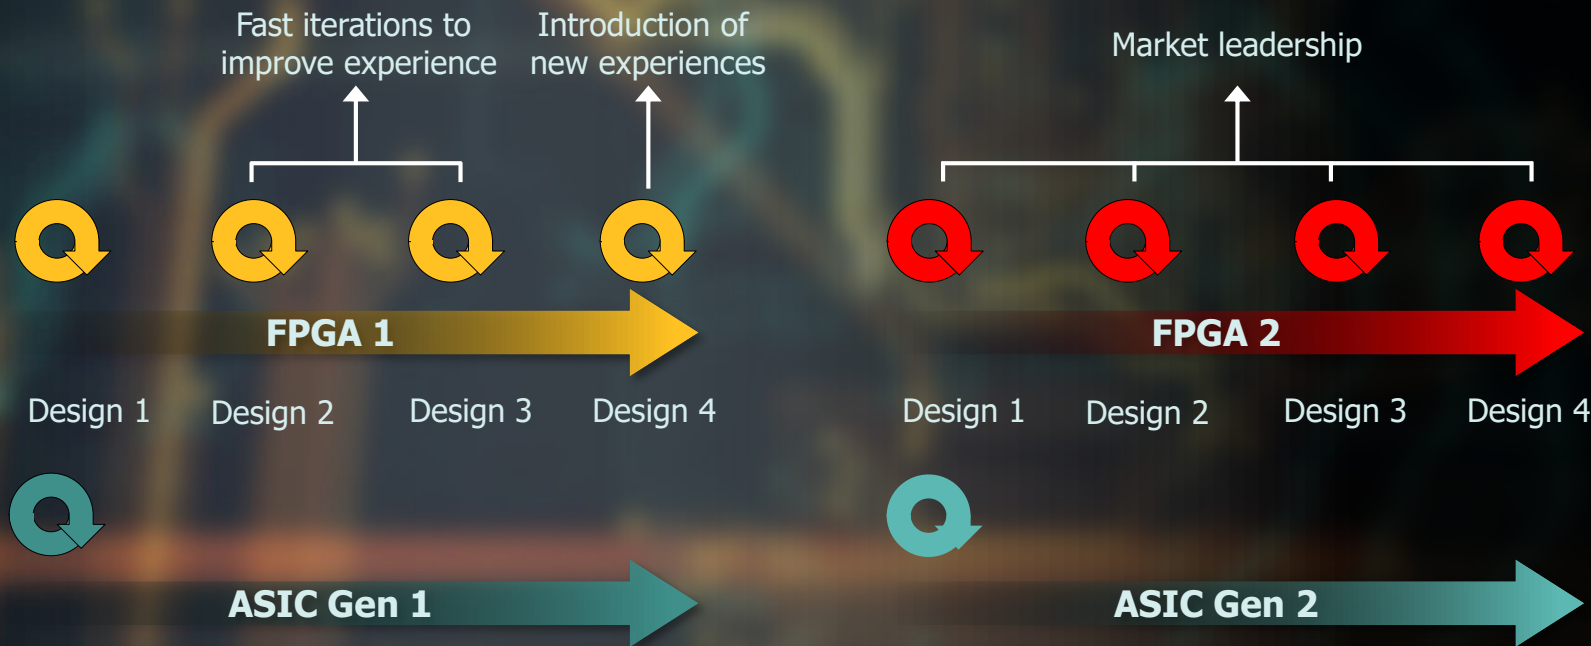 Fast iterations to
improve experience
Introduction of
new experiences
Market leadership
FPGA 1
FPGA 2
Design 1
Design 2
Design 3
Design 4
Design 1
Design 2
Design 3
Design 4
ASIC Gen 1
ASIC Gen 2